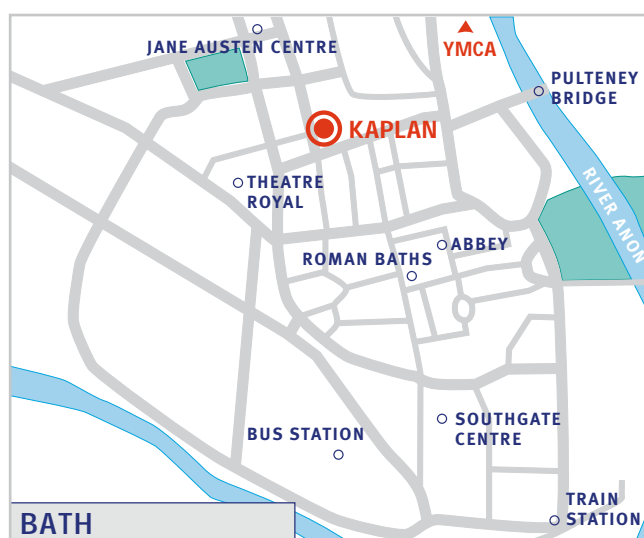 JANE AUSTEN CENTRE
YMCA
PULTENEY
BRIDGE
KAPLAN
THEATRE
ROYAL
RIVER ANON
ABBEY
ROMAN BATHS
SOUTHGATE
CENTRE
BUS STATION
TRAIN
STATION
BATH